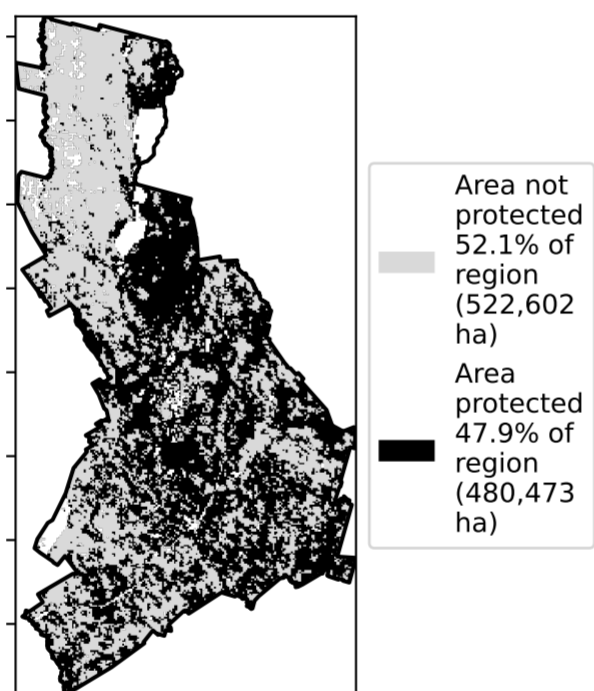 Area not
protected
52.1% of
region
(522,602
ha)
Area
protected
47.9% of
region
(480,473
ha)